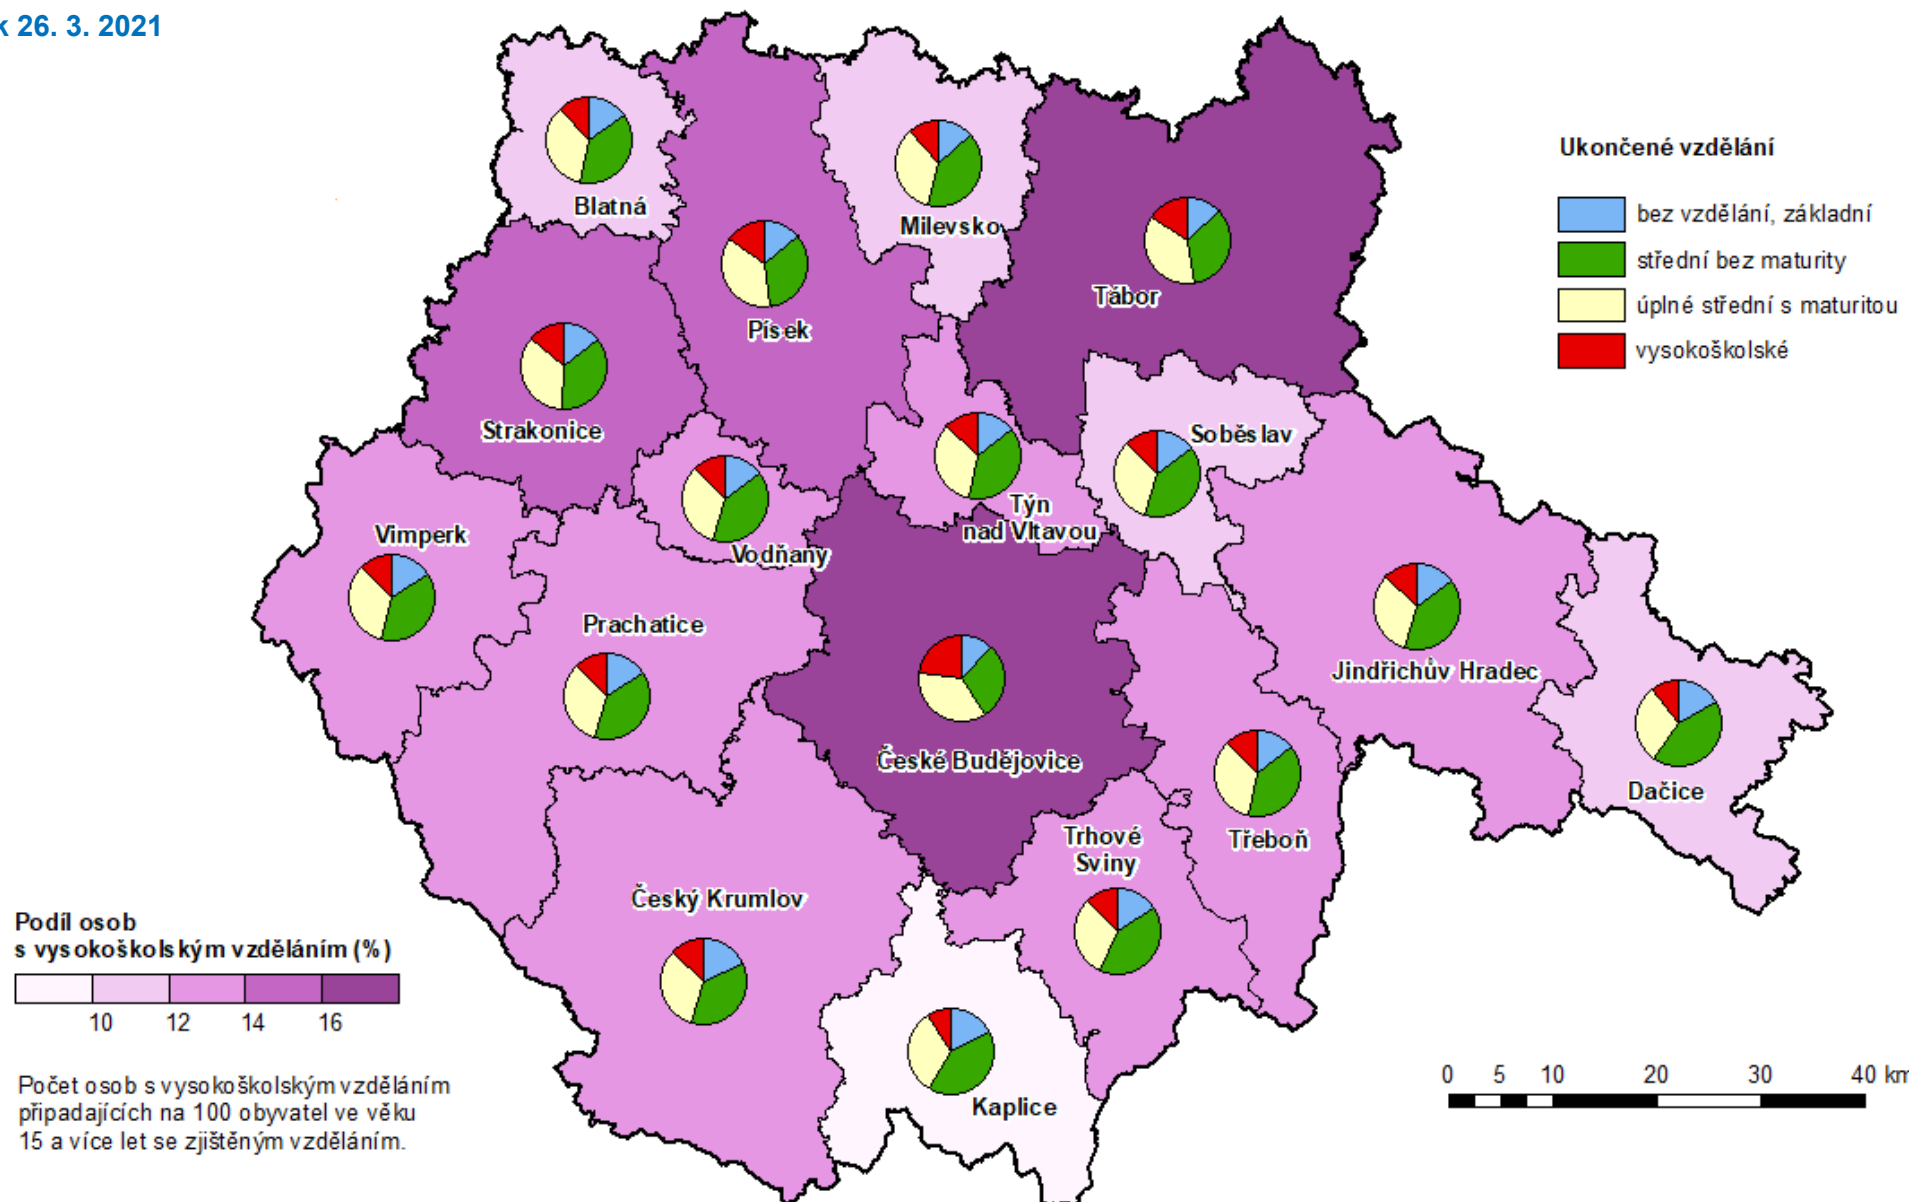 k 26. 3. 2021
Ukončené vzdělání
bez vzdělání, základní
střední bez maturity
úplné střední s maturitou
vysokoškolské
Blatná
Milevsko
Písek
Tábor
Strakonice
Soběslav
Týn
nad Vltavou
Vimperk
Vodňany
Prachatice
Jindřichův Hradec
České Budějovice
Dačice
Třeboň
Trhové
Sviny
Český Krumlov
Kaplice
Podíl osob
s vysokoškolským vzděláním (%)
10 12 14 16
Počet osob s vysokoškolským vzděláním
připadajících na 100 obyvatel ve věku
15 a více let se zjištěným vzděláním.
0 5 10 20 30 40 km